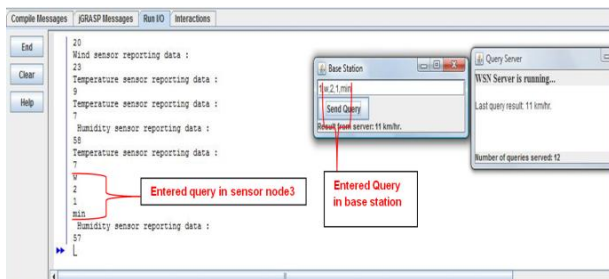 Compile Messages jGRASP Messages Run I/O Interactions
End
Clear
Help
20
Wind sensor reporting data :
23
Temperature sensor reporting data :
9
Temperature sensor reporting data :
7
Humidity sensor reporting data :
58
Temperature sensor reporting data :
7
w
2
1
min
Humidity sensor reporting data :
57
Entered query in sensor node3
Base Station
1,w,2,1,min
Send Query
Result from server: 11 km/hr.
Entered Query
in base station
Query Server
WSN Server is running...
Last query result: 11 km/hr.
Number of queries served: 12